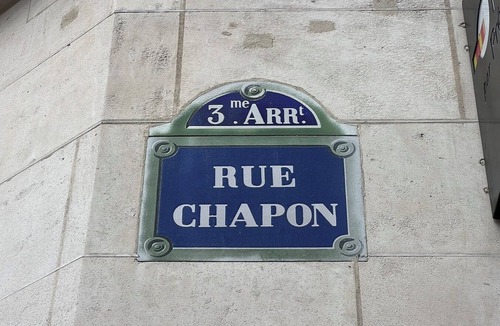 3me. ARRt.
RUE
CHAPON